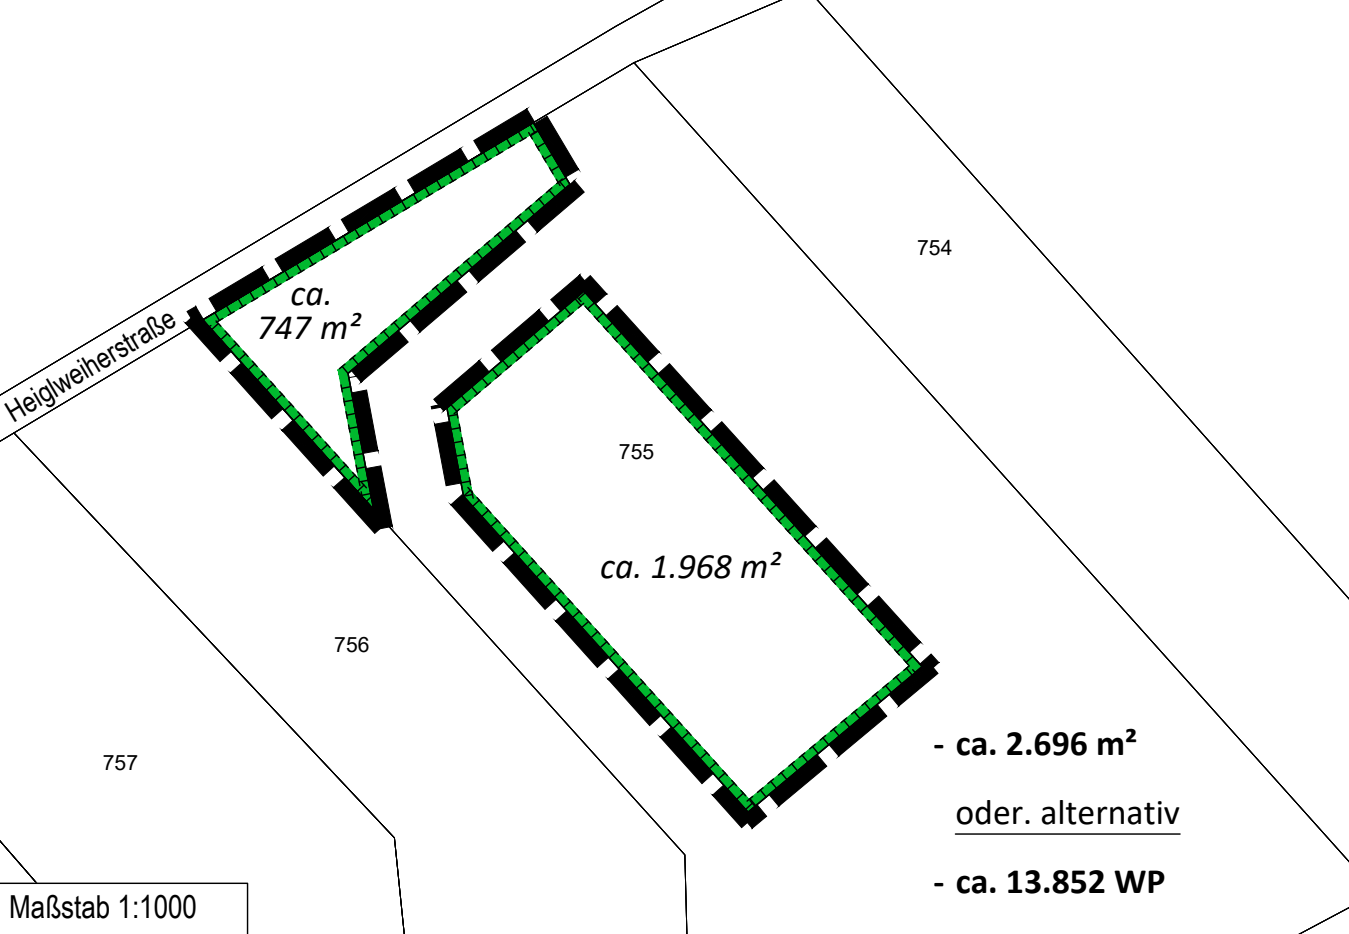 754
ca.
747 m²
Heiglweiherstraße
755
ca. 1.968 m²
756
- ca. 2.696 m²
757
oder. alternativ
- ca. 13.852 WP
Maßstab 1:1000